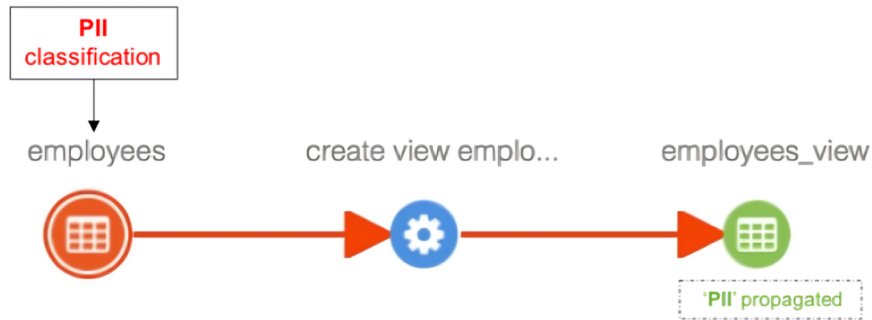 PII
classification
employees
create view emplo...
employees_view
'PII' propagated